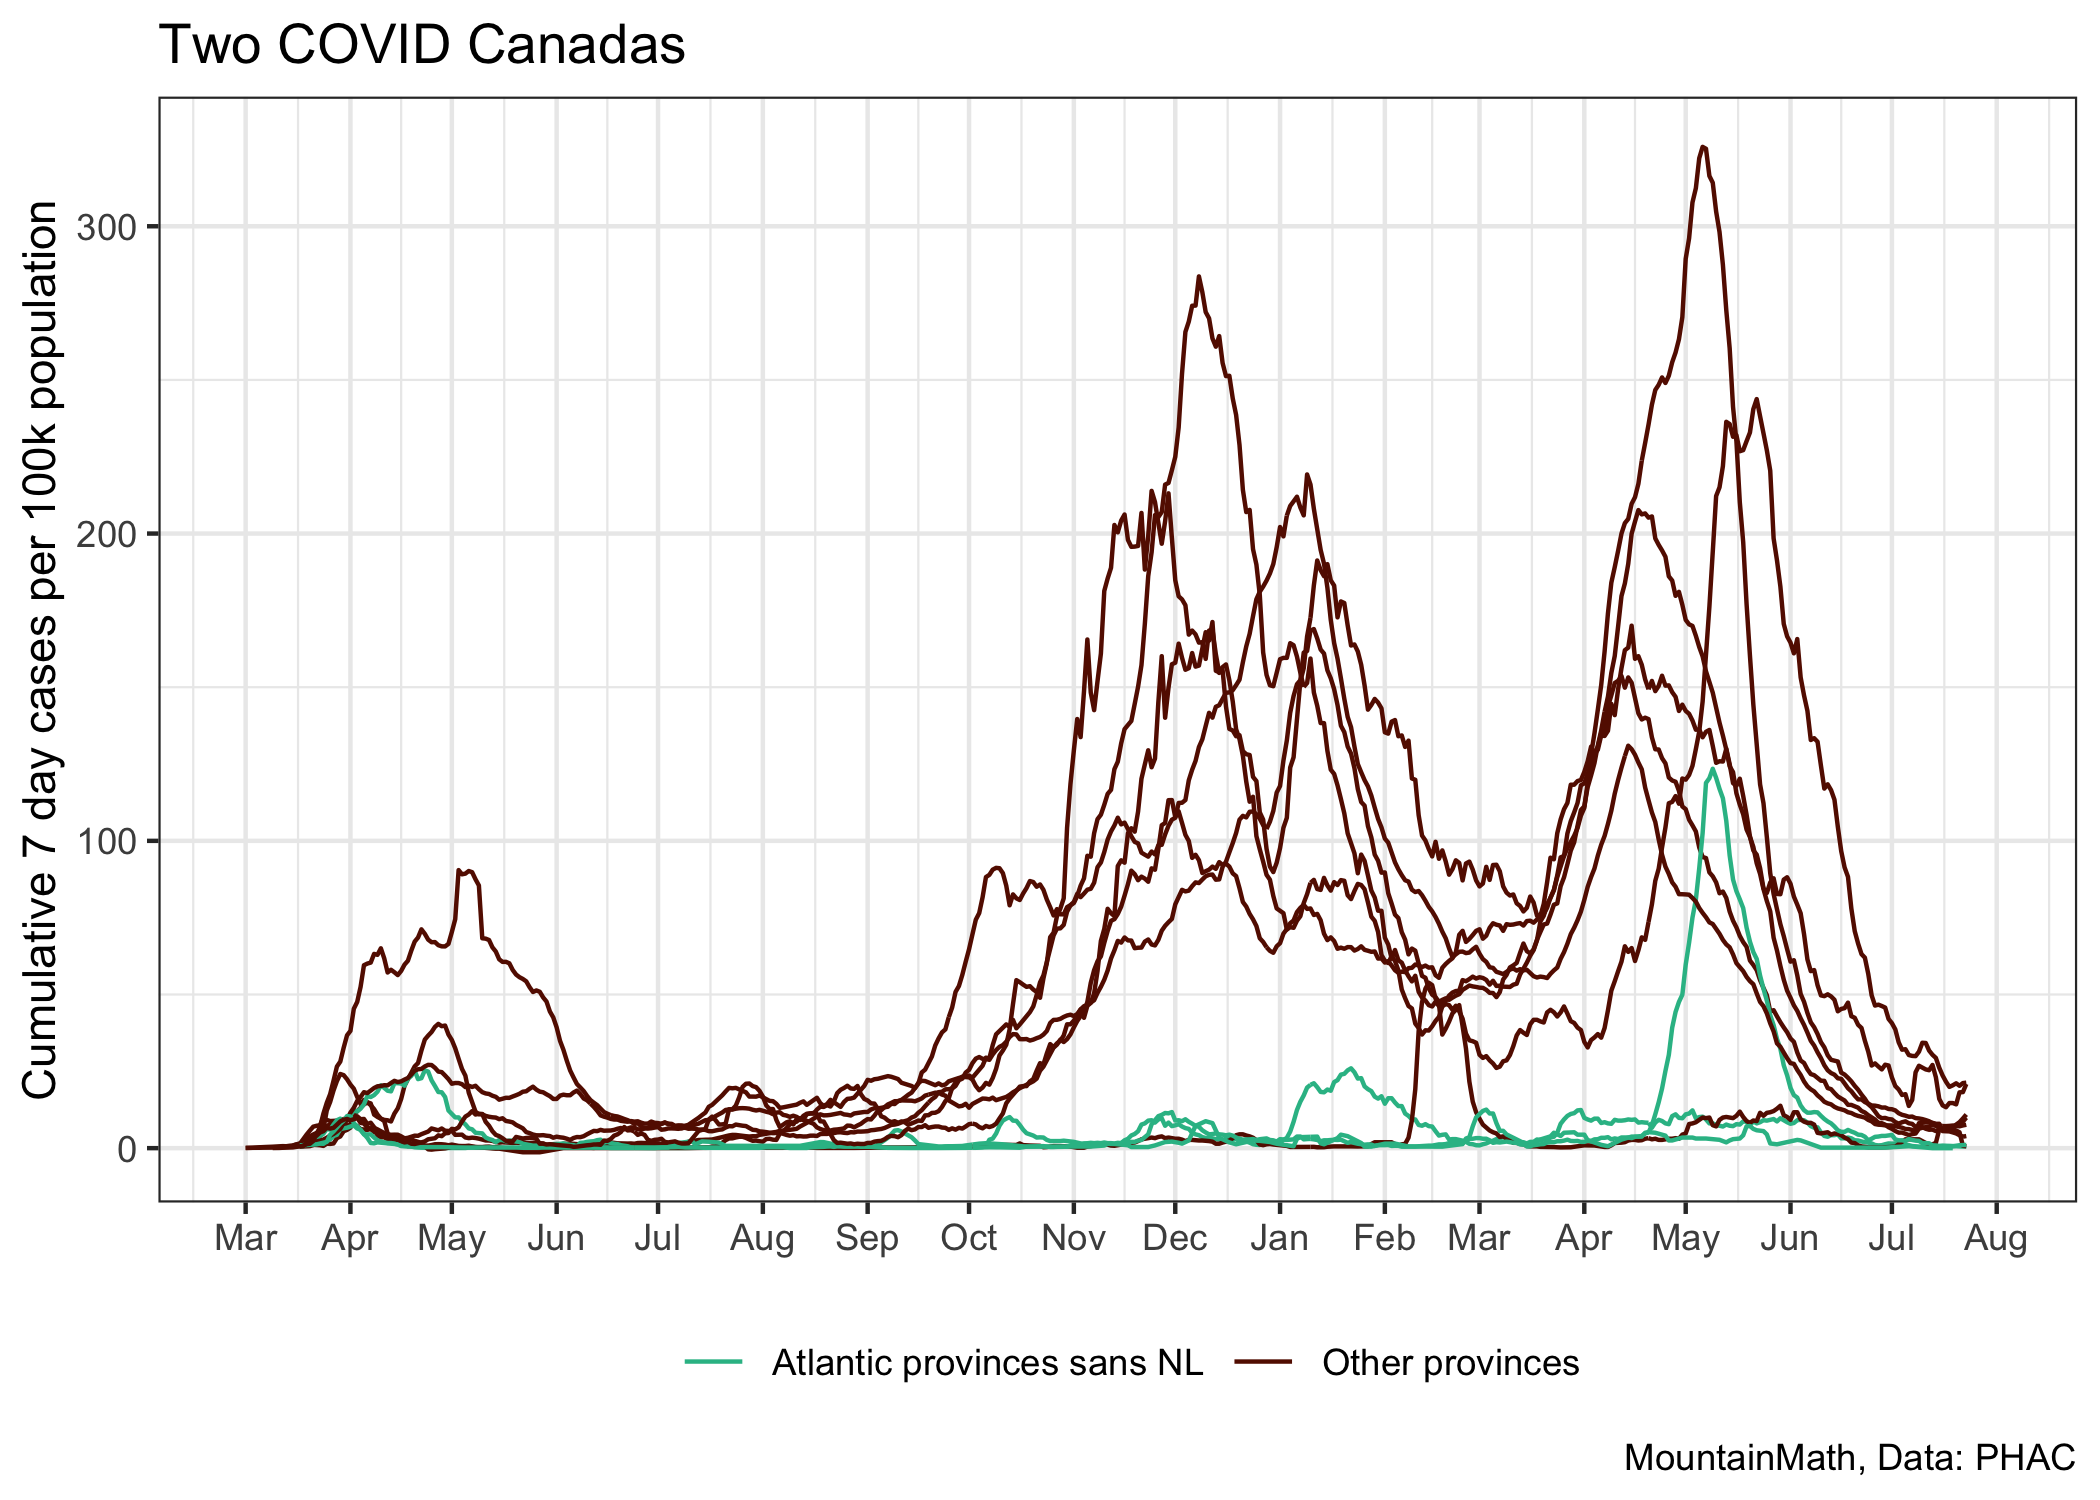 Two COVID Canadas
Cumulative 7 day cases per 100k population
300
200
100
0
Mar Apr May Jun Jul Aug Sep Oct Nov Dec Jan Feb Mar Apr May Jun Jul Aug
Atlantic provinces sans NL Other provinces
MountainMath, Data: PHAC